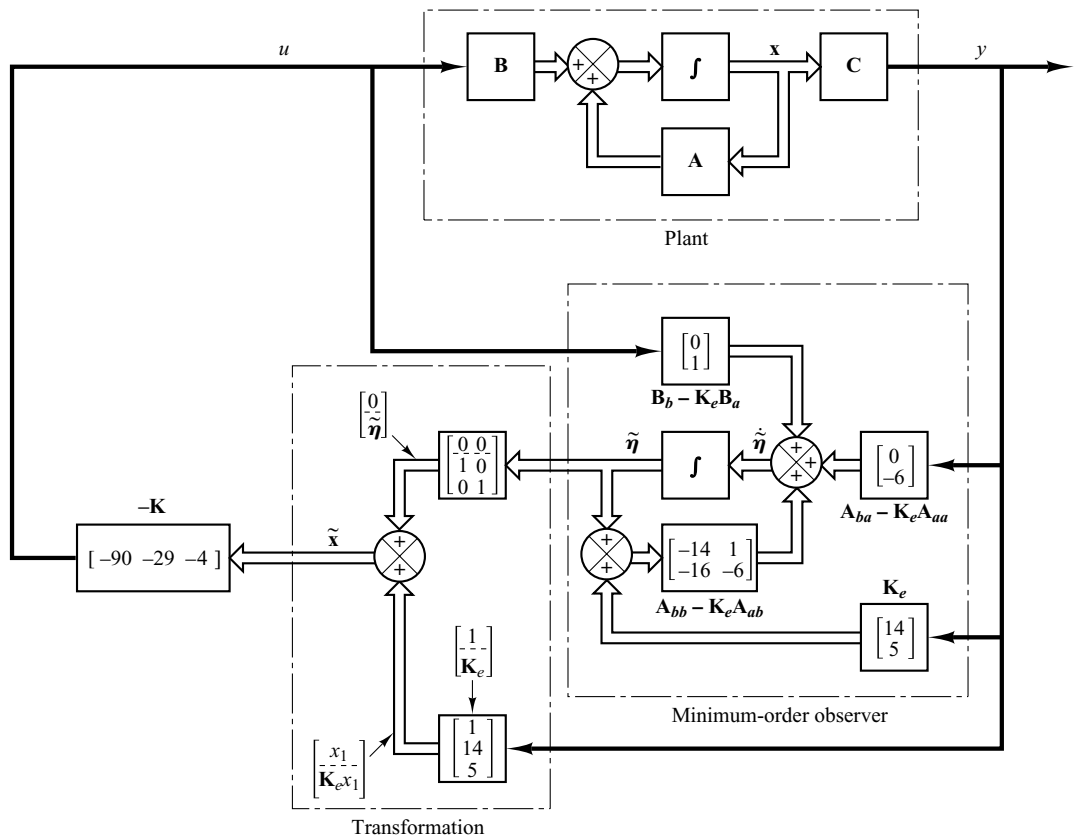 u
x
y
B
+
+
∫
C
A
Plant
[0 1]
B_b – K_eB_a
[0 η̃]
[0 0 1 0 0 1]
η̃
∫
η̃̇
+
+
+
[0 –6]
A_ba – K_eA_aa
–K
[ –90 –29 –4 ]
x̃
+
+
+
+
[–14 1 –16 –6]
A_bb – K_eA_ab
K_e
[14 5]
[1 K_e]
Minimum-order observer
[x_1 K_ex_1]
[1 14 5]
Transformation